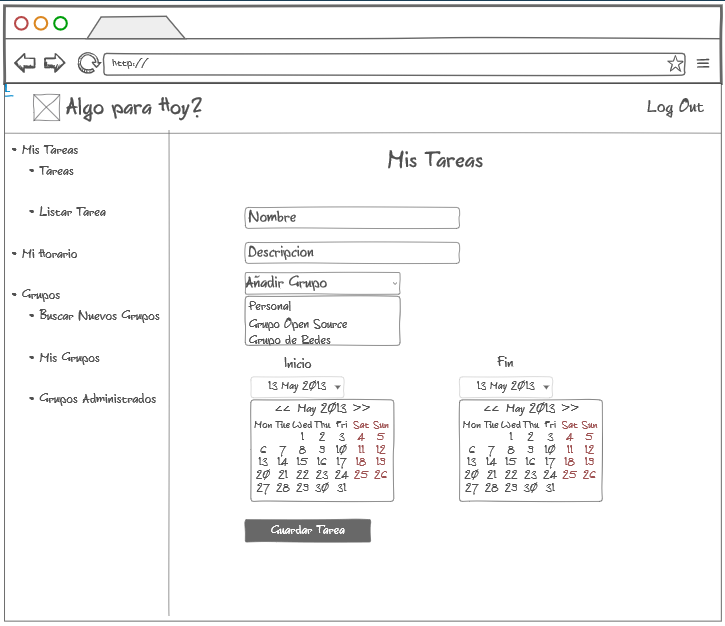 http://
Algo para Hoy?
Log Out
Mis Tareas
Tareas
Listar Tarea
Mi Horario
Grupos
Buscar Nuevos Grupos
Mis Grupos
Grupos Administrados
Mis Tareas
Nombre
Descripcion
Añadir Grupo
Personal
Grupo Open Source
Grupo de Redes
Inicio
13 May 2013
<< May 2013 >>
Mon Tue Wed Thu Fri Sat Sun
1 2 3 4 5
6 7 8 9 10 11 12
13 14 15 16 17 18 19
20 21 22 23 24 25 26
27 28 29 30 31
Fin
13 May 2013
<< May 2013 >>
Mon Tue Wed Thu Fri Sat Sun
1 2 3 4 5
6 7 8 9 10 11 12
13 14 15 16 17 18 19
20 21 22 23 24 25 26
27 28 29 30 31
Guardar Tarea